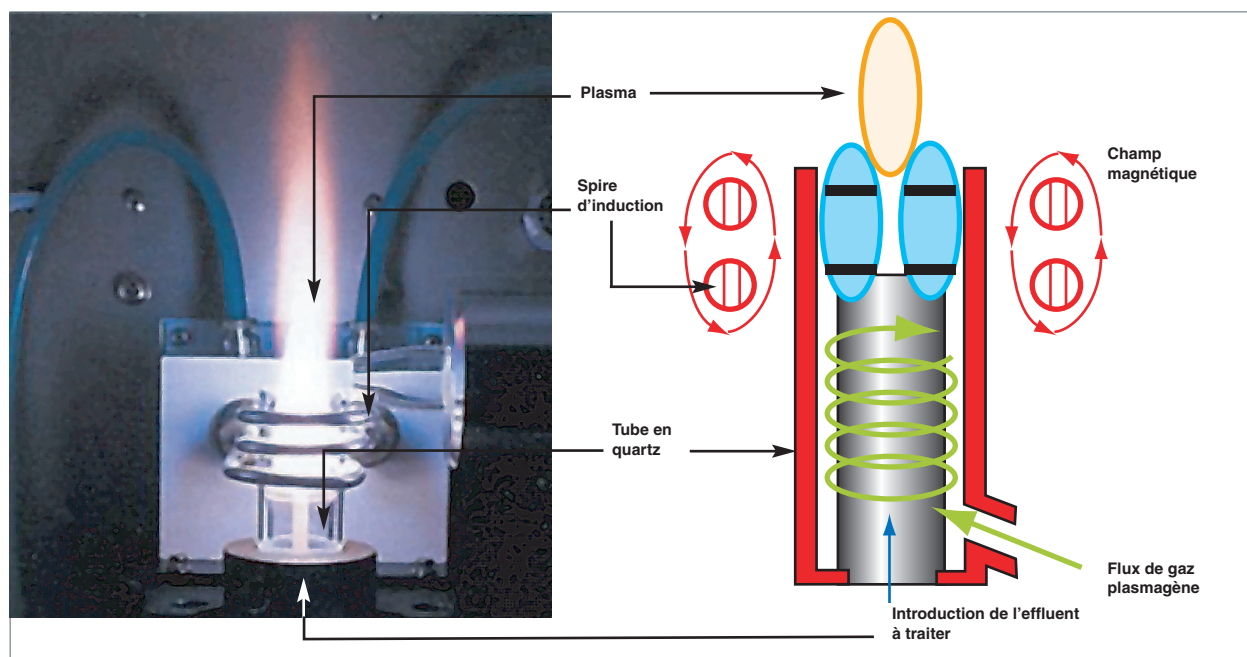 Plasma
Champ
magnétique
Spire
d'induction
Tube en
quartz
Flux de gaz
plasmagène
Introduction de l'effluent
à traiter